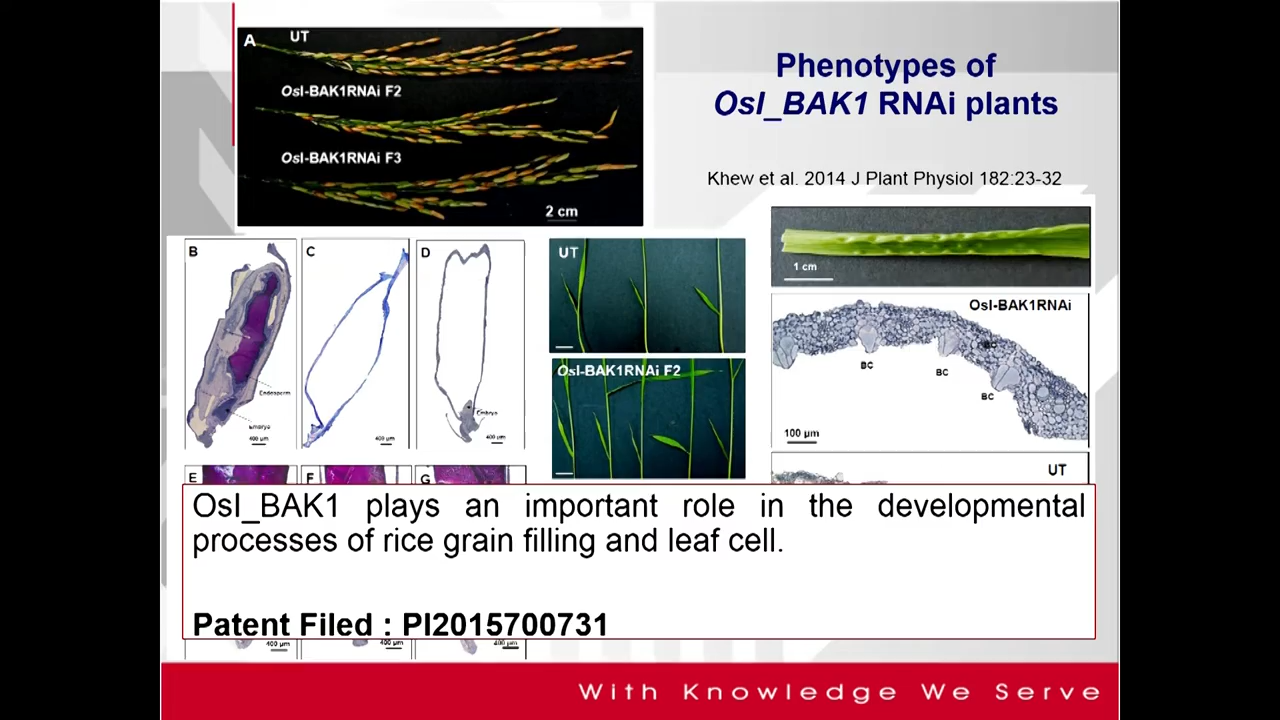 A
UT
OsI-BAK1RNAi F2
OsI-BAK1RNAi F3
2 cm
Phenotypes of
OsI_BAK1 RNAi plants
Khew et al. 2014 J Plant Physiol 182:23-32
B
Endosperm
Embryo
400 µm
C
400 µm
D
Embryo
400 µm
UT
OsI-BAK1RNAi F2
1 cm
OsI-BAK1RNAi
BC
BC
BC
BC
100 µm
UT
E
F
G
OsI_BAK1 plays an important role in the developmental
processes of rice grain filling and leaf cell.
Patent Filed : PI2015700731
400 µm
400 µm
400 µm
With Knowledge We Serve